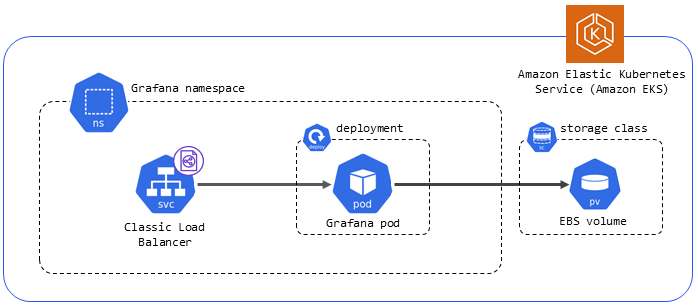 Amazon Elastic Kubernetes
Service (Amazon EKS)
Grafana namespace
ns
deployment
deploy
storage class
sc
svc
pod
pv
Classic Load
Balancer
Grafana pod
EBS volume